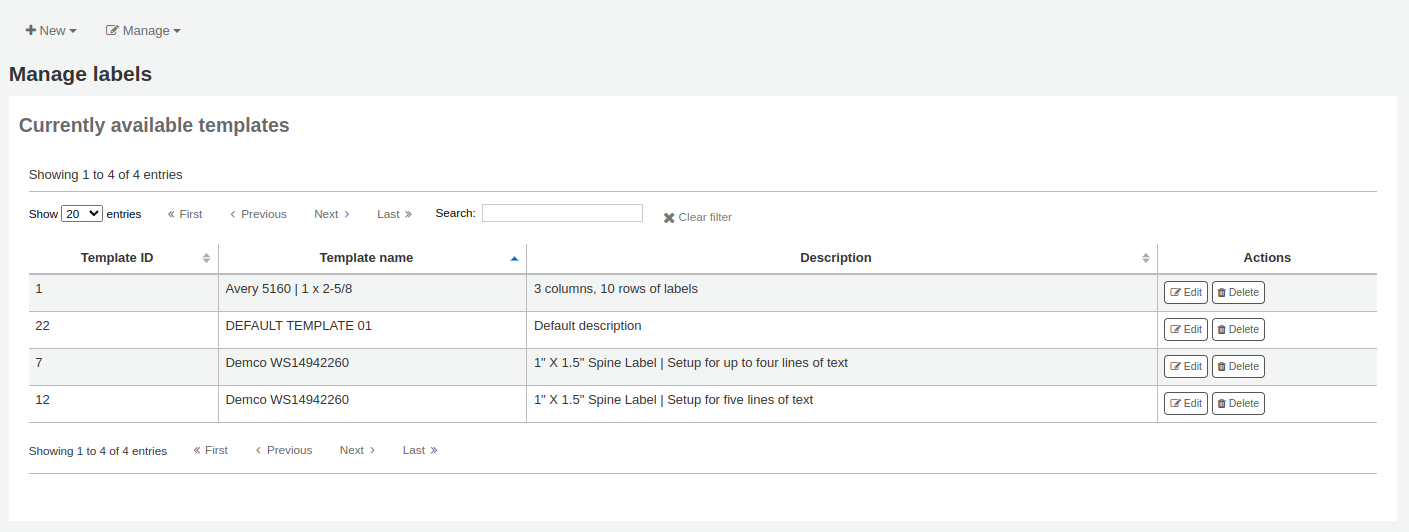 New Manage
Manage labels
Currently available templates
Showing 1 to 4 of 4 entries
Show 20 entries First Previous Next Last Search: Clear filter
Template ID Template name Description Actions
1 Avery 5160 | 1 x 2-5/8 3 columns, 10 rows of labels Edit Delete
22 DEFAULT TEMPLATE 01 Default description Edit Delete
7 Demco WS14942260 1" X 1.5" Spine Label | Setup for up to four lines of text Edit Delete
12 Demco WS14942260 1" X 1.5" Spine Label | Setup for five lines of text Edit Delete
Showing 1 to 4 of 4 entries First Previous Next Last